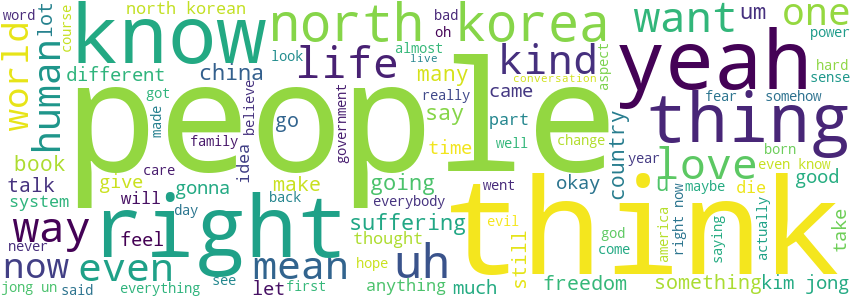 word
north korean
lot
world
human
different
know
china
north korea
life
almost
live
look
bad
oh
many
really
kind
came
conversation
aspect
want
um
one
power
course
yeah
hard
sense
fear
somehow
thing
people
go
say
part
time
well
change
country
year
born
love
even know
u
maybe
die
good
book
talk
system
give
care
made
got
family
idea
believe
government
gonna
make
going
everybody
went
okay
will
day
back
suffering
way
right
feel
thought
uh
think
evil
still
god
come
america
right now
saying
actually
take
never
now
even
mean
see
hope
anything
much
freedom
something
kim jong
jong un
said
everything
let
first